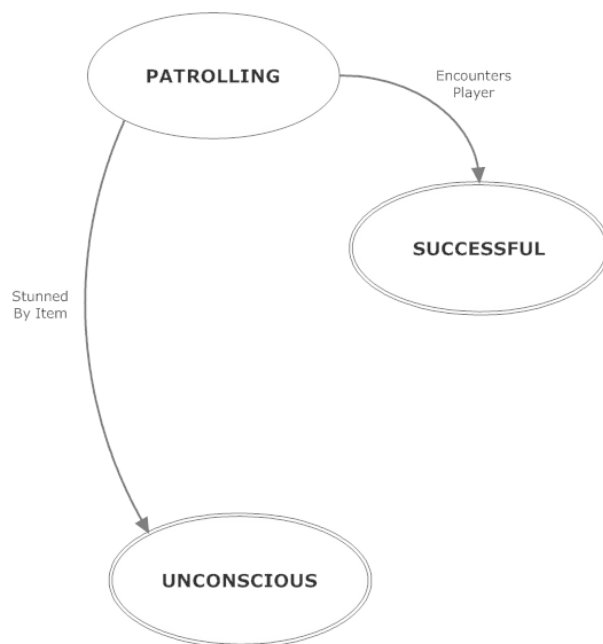 PATROLLING
Encounters
Player
SUCCESSFUL
Stunned
By Item
UNCONSCIOUS